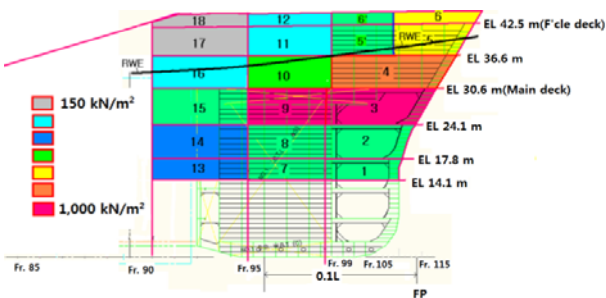 18 12 6' 6 EL 42.5 m(F'cle deck)
17 11 5' RWE 5
EL 36.6 m
RWE 16 10 4
EL 30.6 m(Main deck)
150 kN/m²
15 9 3
EL 24.1 m
14 8 2
EL 17.8 m
13 7 1
EL 14.1 m
1,000 kN/m²
Fr. 85 Fr. 90 Fr. 95 Fr. 99 Fr.105 Fr. 115
0.1L
FP